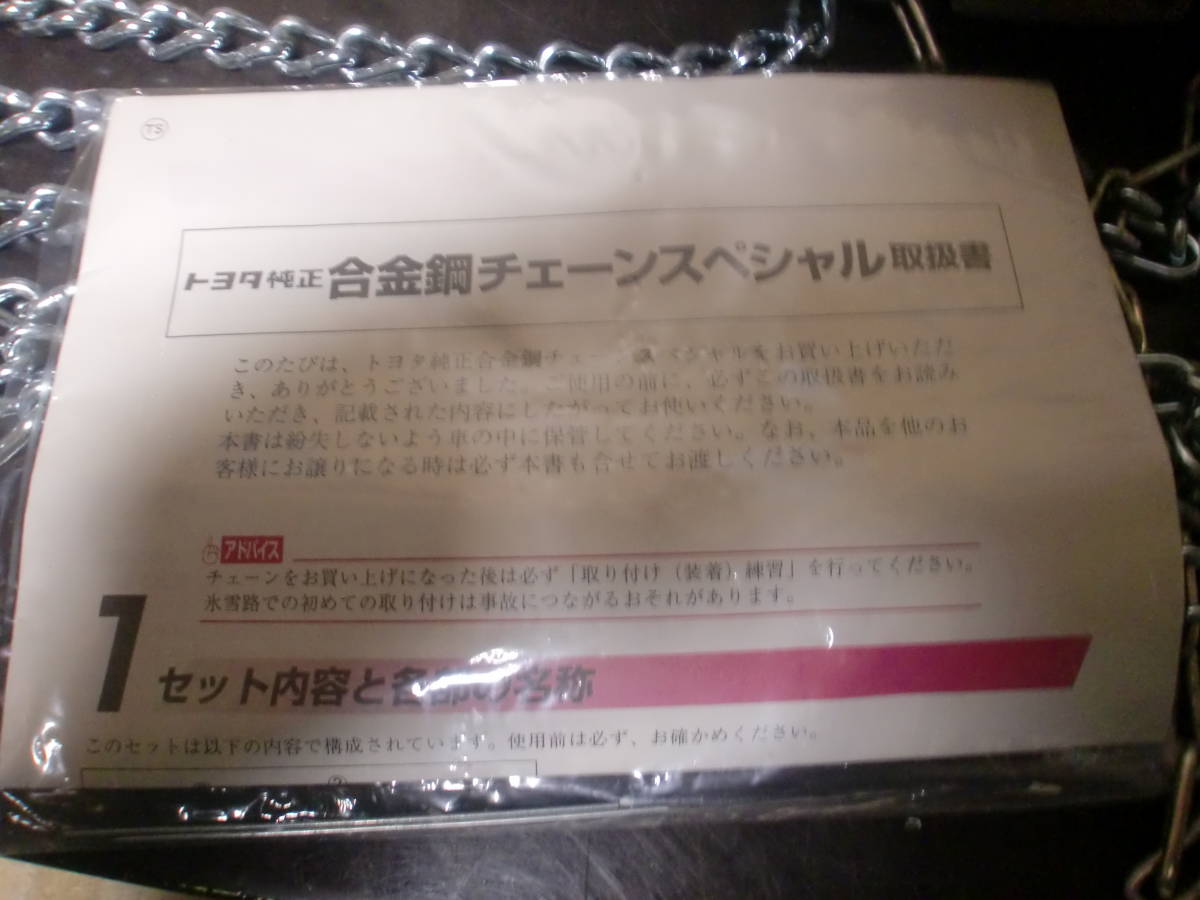 TS
トヨタ純正 合金鋼チェーンスペシャル 取扱書
このたびは、トヨタ純正合金鋼チェーンスペシャルをお買い上げいただ
き、ありがとうございました。ご使用の前に、必ずこの取扱書をお読み
いただき、記載された内容にしたがってお使いください。
本書は紛失しないよう車の中に保管してください。なお、本品を他のお
客様にお譲りになる時は必ず本書も合せてお渡しください。
アドバイス
チェーンをお買い上げになった後は必ず「取り付け（装着）練習」を行ってください。
氷雪路での初めての取り付けは事故につながるおそれがあります。
1 セット内容と各部の名称
このセットは以下の内容で構成されています。使用前は必ず、お確かめください。